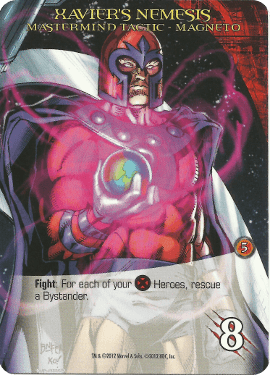 XAVIER'S NEMESIS
MASTERMIND TACTIC - MAGNETO
5
Fight: For each of your Heroes, rescue
a Bystander.
8